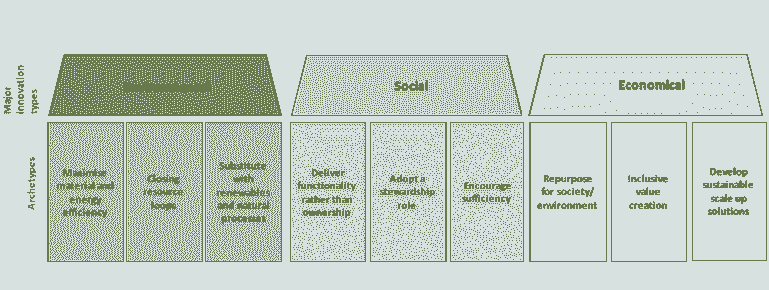 Major
innovation
types
Social
Economical
Archetypes
Maximise
material and
energy
efficiency
Closing
resource
loops
Substitute
with
renewables
and natural
processes
Deliver
functionality
rather than
ownership
Adopt a
stewardship
role
Encourage
sufficiency
Repurpose
for society/
environment
Inclusive
value
creation
Develop
sustainable
scale up
solutions